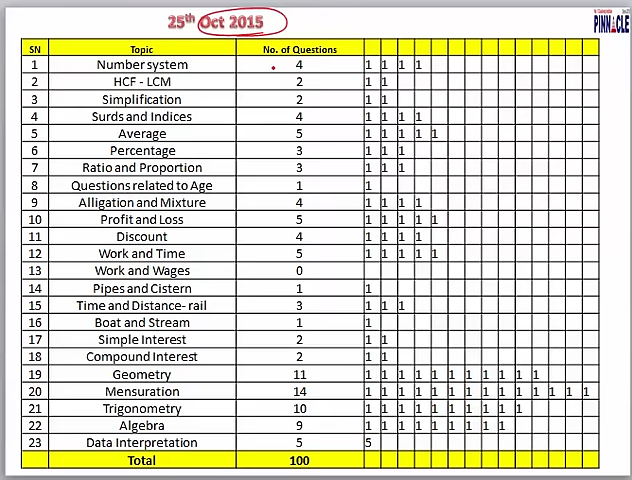 25th Oct 2015
PINNACLE
SN Topic No. of Questions
1 Number system 4 1 1 1 1
2 HCF - LCM 2 1 1
3 Simplification 2 1 1
4 Surds and Indices 4 1 1 1 1
5 Average 5 1 1 1 1 1
6 Percentage 3 1 1 1
7 Ratio and Proportion 3 1 1 1
8 Questions related to Age 1 1
9 Alligation and Mixture 4 1 1 1 1
10 Profit and Loss 5 1 1 1 1 1
11 Discount 4 1 1 1 1
12 Work and Time 5 1 1 1 1 1
13 Work and Wages 0
14 Pipes and Cistern 1 1
15 Time and Distance- rail 3 1 1 1
16 Boat and Stream 1 1
17 Simple Interest 2 1 1
18 Compound Interest 2 1 1
19 Geometry 11 1 1 1 1 1 1 1 1 1 1 1
20 Mensuration 14 1 1 1 1 1 1 1 1 1 1 1 1 1 1
21 Trigonometry 10 1 1 1 1 1 1 1 1 1 1
22 Algebra 9 1 1 1 1 1 1 1 1 1
23 Data Interpretation 5 5
Total 100